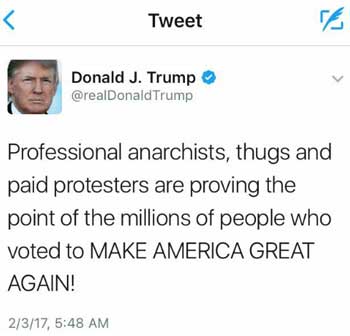 Tweet
Donald J. Trump
@realDonaldTrump
Professional anarchists, thugs and
paid protesters are proving the
point of the millions of people who
voted to MAKE AMERICA GREAT
AGAIN!
2/3/17, 5:48 AM